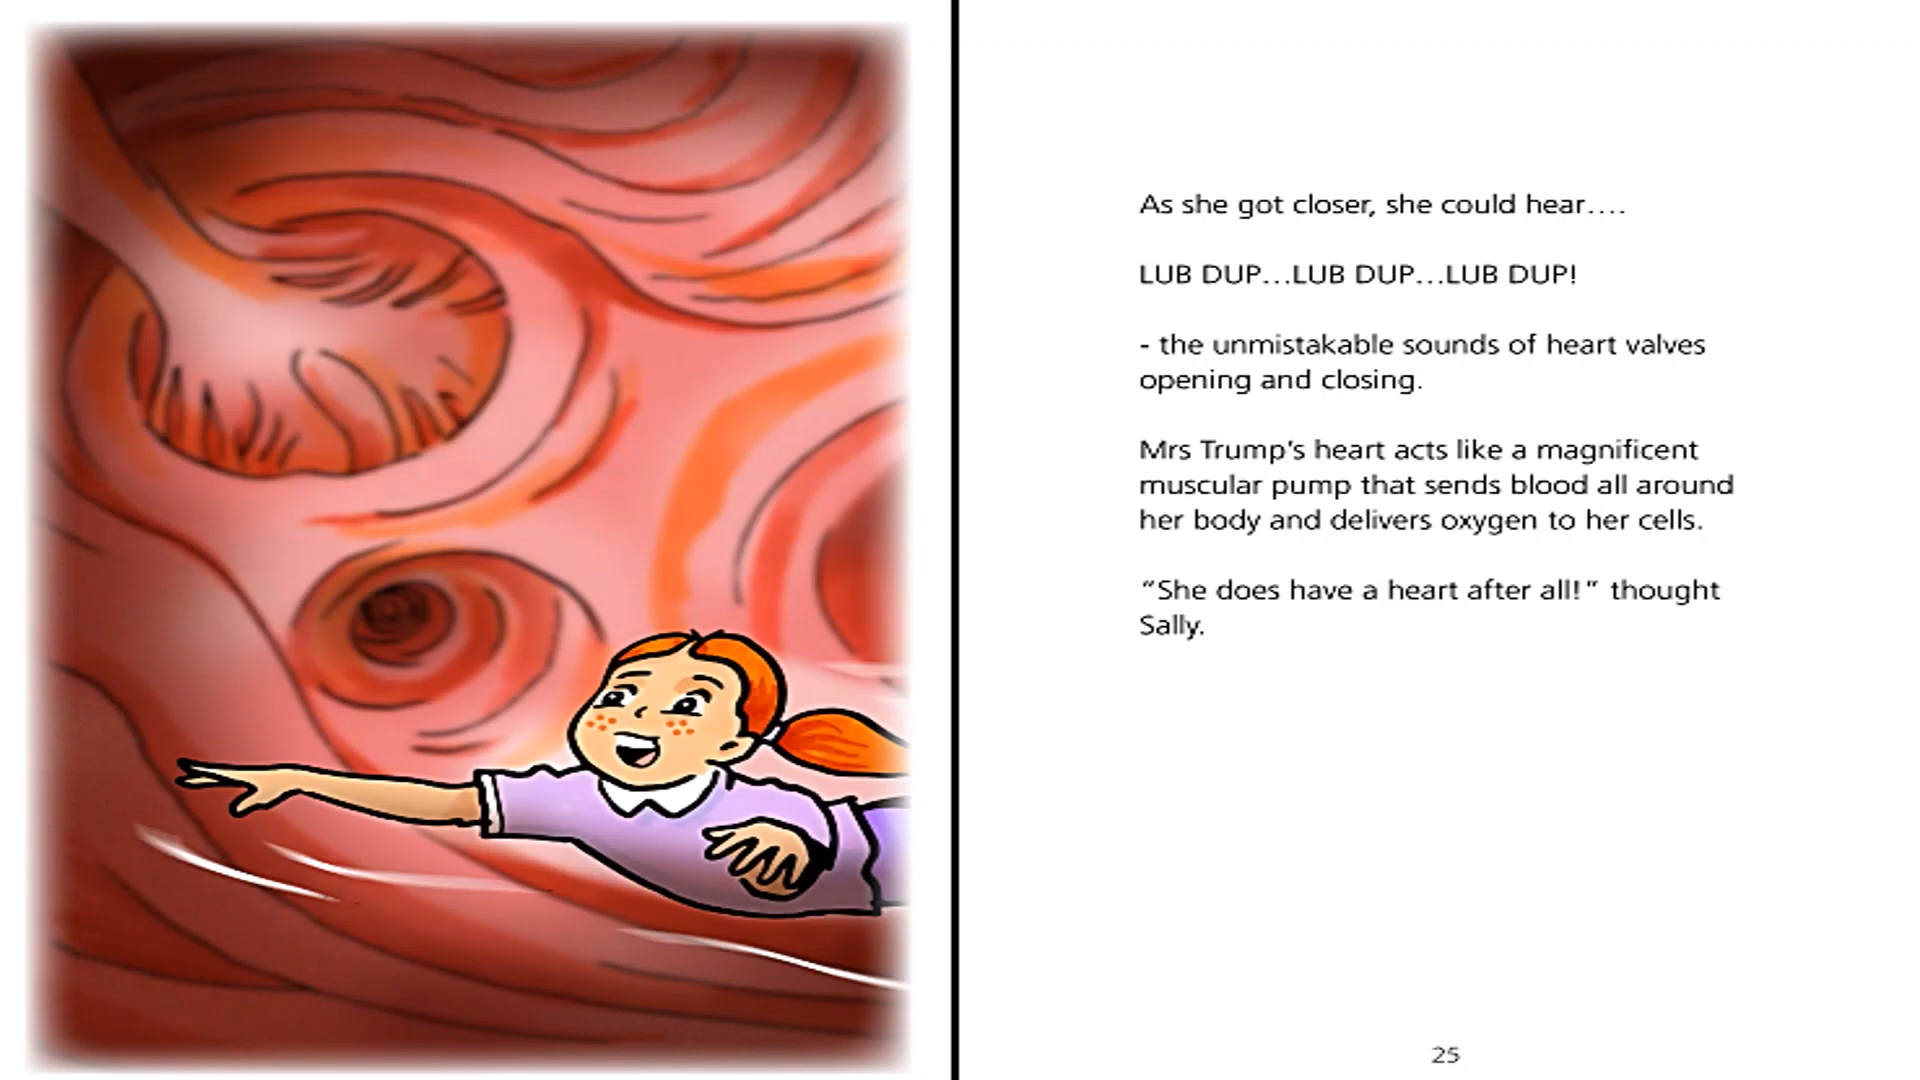 As she got closer, she could hear....
LUB DUP...LUB DUP...LUB DUP!
- the unmistakable sounds of heart valves
opening and closing.
Mrs Trump's heart acts like a magnificent
muscular pump that sends blood all around
her body and delivers oxygen to her cells.
"She does have a heart after all!" thought
Sally.
25